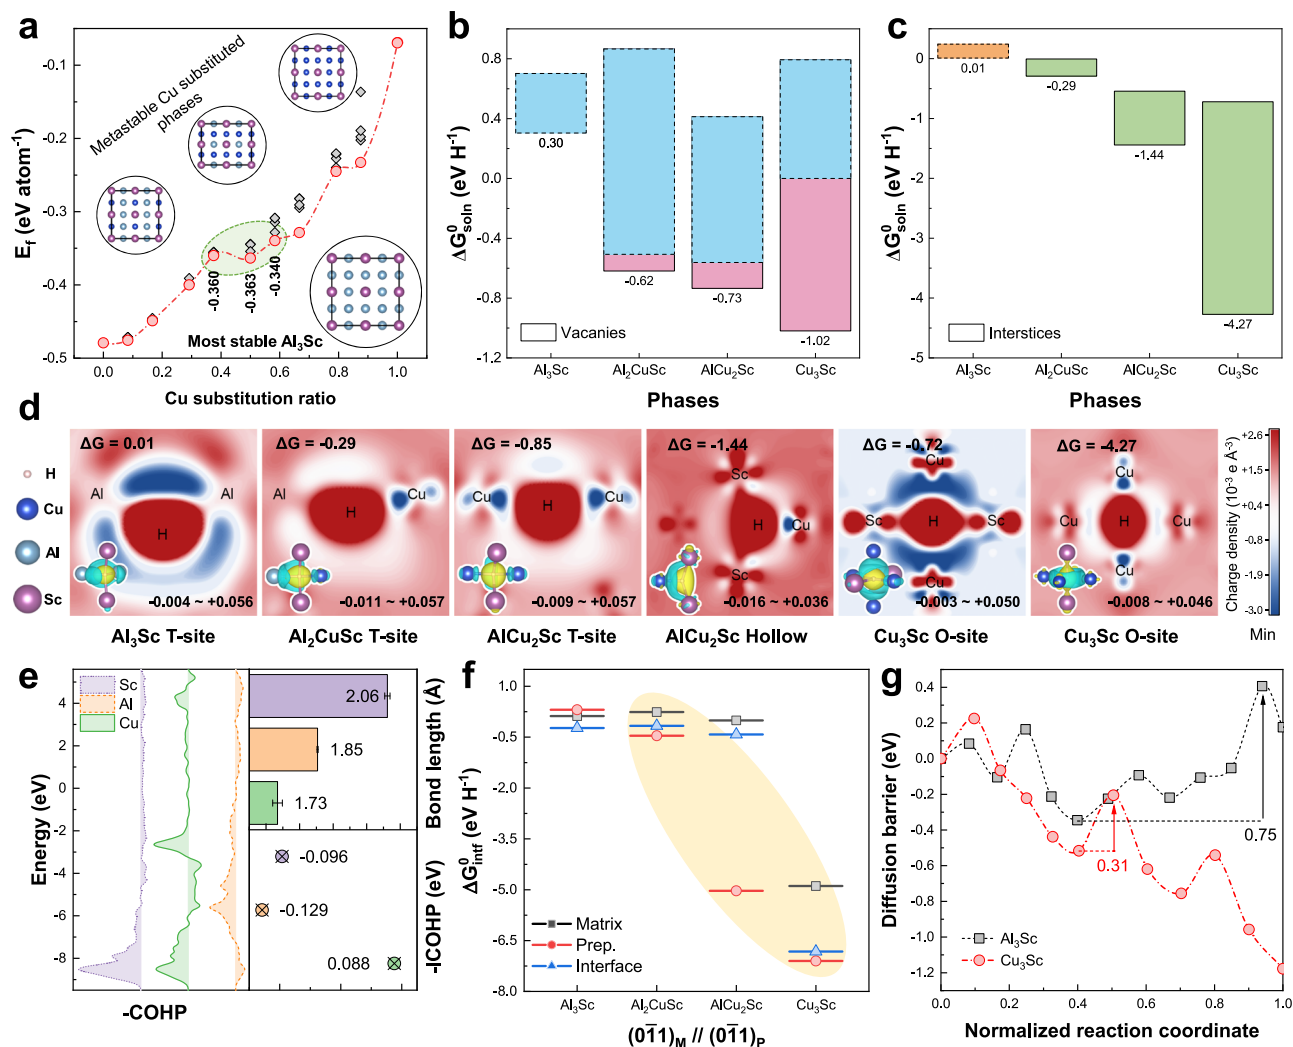 a
E_f (eV atom⁻¹)
-0.1
-0.2
-0.3
-0.4
-0.5
Metastable Cu substituted
phases
-0.360
-0.363
-0.340
Most stable Al₃Sc
0.0 0.2 0.4 0.6 0.8 1.0
Cu substitution ratio
b
ΔG⁰_soln (eV H⁻¹)
0.8
0.4
0.0
-0.4
-0.8
-1.2
0.30
-0.62
-0.73
-1.02
Vacanies
Al₃Sc Al₂CuSc AlCu₂Sc Cu₃Sc
Phases
c
ΔG⁰_soln (eV H⁻¹)
0
-1
-2
-3
-4
-5
0.01
-0.29
-1.44
-4.27
Interstices
Al₃Sc Al₂CuSc AlCu₂Sc Cu₃Sc
Phases
d
H
Cu
Al
Sc
ΔG = 0.01
Al Al
H
-0.004 ~ +0.056
Al₃Sc T-site
ΔG = -0.29
Al Cu
H
-0.011 ~ +0.057
Al₂CuSc T-site
ΔG = -0.85
Cu Cu
H
-0.009 ~ +0.057
AlCu₂Sc T-site
ΔG = -1.44
Sc
H Cu
Sc
-0.016 ~ +0.036
AlCu₂Sc Hollow
ΔG = -0.72
Cu
Sc H Sc
Cu
-0.003 ~ +0.050
Cu₃Sc O-site
ΔG = -4.27
Cu
Cu H Cu
Cu
-0.008 ~ +0.046
Cu₃Sc O-site
+2.6
+1.5
+0.4
-0.8
-1.9
-3.0
Min
Charge density (10⁻³ e Å⁻³)
e
Energy (eV)
4
2
0
-2
-4
-6
-8
Sc
Al
Cu
-COHP
2.06
1.85
1.73
Bond length (Å)
-0.096
-0.129
0.088
-ICOHP (eV)
f
ΔG⁰_intf (eV H⁻¹)
1.0
-0.5
-2.0
-3.5
-5.0
-6.5
-8.0
Matrix
Prep.
Interface
Al₃Sc Al₂CuSc AlCu₂Sc Cu₃Sc
(01̅1)_M // (01̅1)_P
g
Diffusion barrier (eV)
0.4
0.2
0.0
-0.2
-0.4
-0.6
-0.8
-1.0
-1.2
0.75
0.31
Al₃Sc
Cu₃Sc
0.0 0.2 0.4 0.6 0.8 1.0
Normalized reaction coordinate